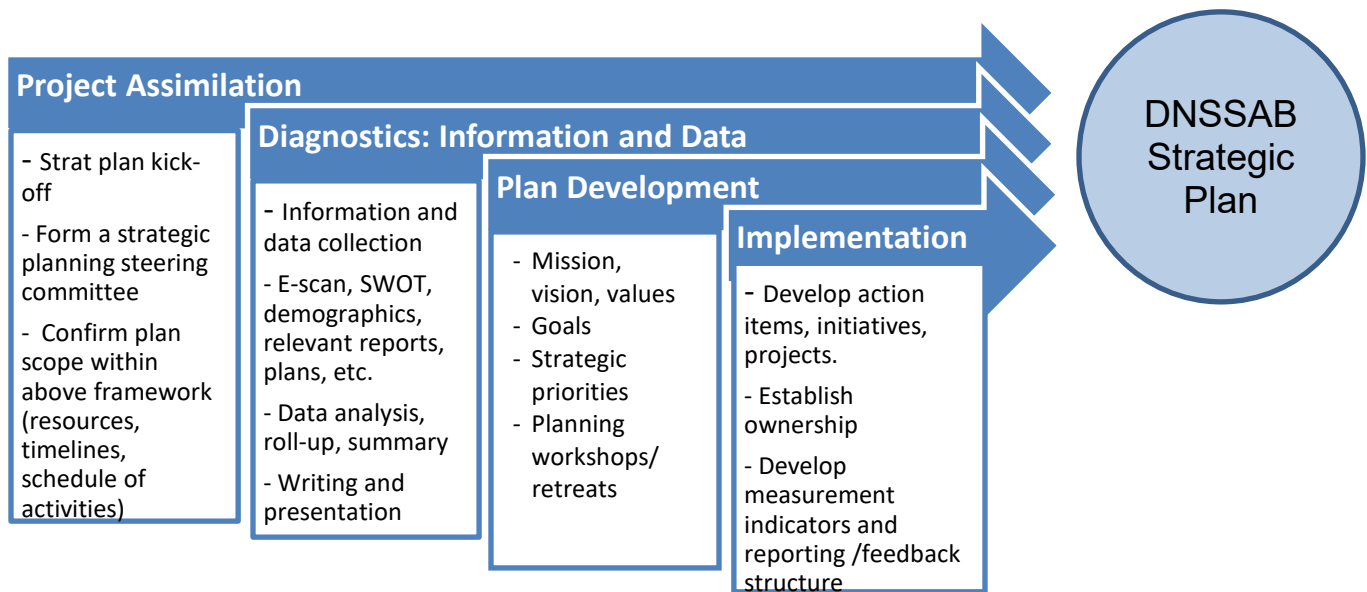 Project Assimilation
- Strat plan kick-
off
- Form a strategic
planning steering
committee
- Confirm plan
scope within
above framework
(resources,
timelines,
schedule of
activities)
Diagnostics: Information and Data
- Information and
data collection
- E-scan, SWOT,
demographics,
relevant reports,
plans, etc.
- Data analysis,
roll-up, summary
- Writing and
presentation
Plan Development
- Mission,
vision, values
- Goals
- Strategic
priorities
- Planning
workshops/
retreats
Implementation
- Develop action
items, initiatives,
projects.
- Establish
ownership
- Develop
measurement
indicators and
reporting /feedback
structure
DNSSAB
Strategic
Plan